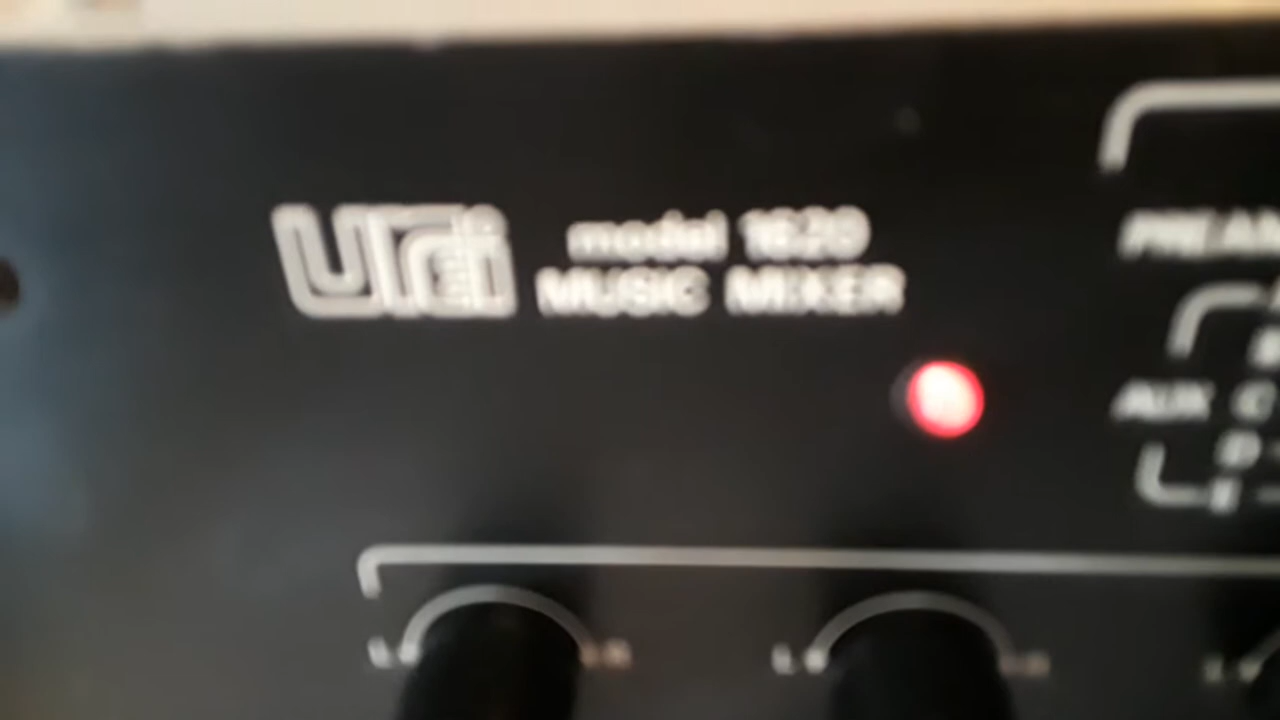 Urei
model 1620
MUSIC MIXER
AUX C
D
E
L R L R L